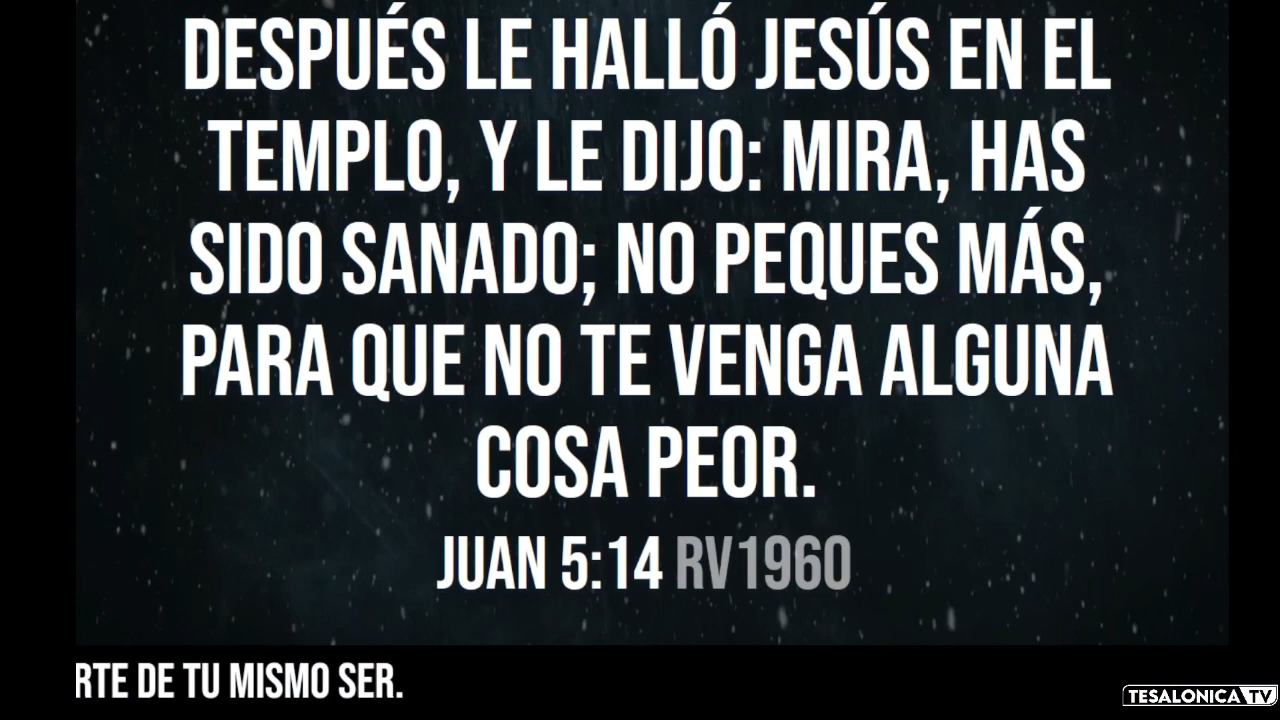 DESPUÉS LE HALLÓ JESÚS EN EL
TEMPLO, Y LE DIJO: MIRA, HAS
SIDO SANADO; NO PEQUES MÁS,
PARA QUE NO TE VENGA ALGUNA
COSA PEOR.
JUAN 5:14 RV1960
RTE DE TU MISMO SER.
TESALONICA TV